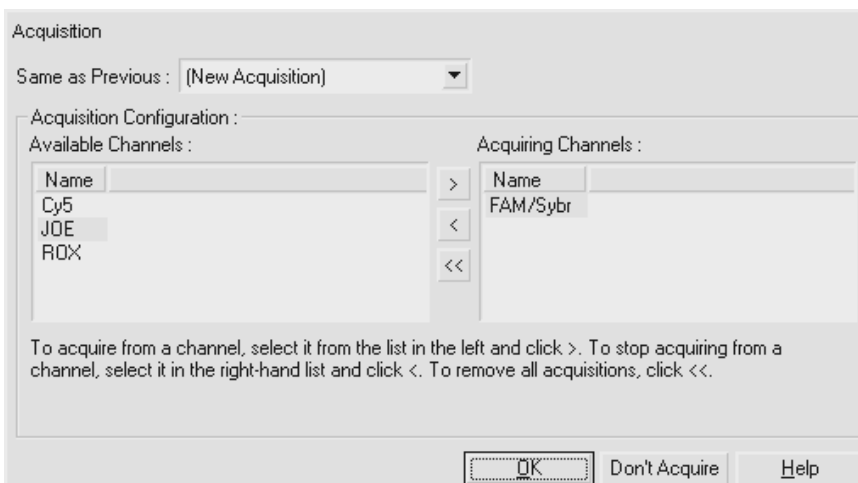 Acquisition
Same as Previous : (New Acquisition)
Acquisition Configuration :
Available Channels :
Name
Cy5
JOE
ROX
>
<
<<
Acquiring Channels :
Name
FAM/Sybr
To acquire from a channel, select it from the list in the left and click >. To stop acquiring from a
channel, select it in the right-hand list and click <. To remove all acquisitions, click <<.
OK Don't Acquire Help